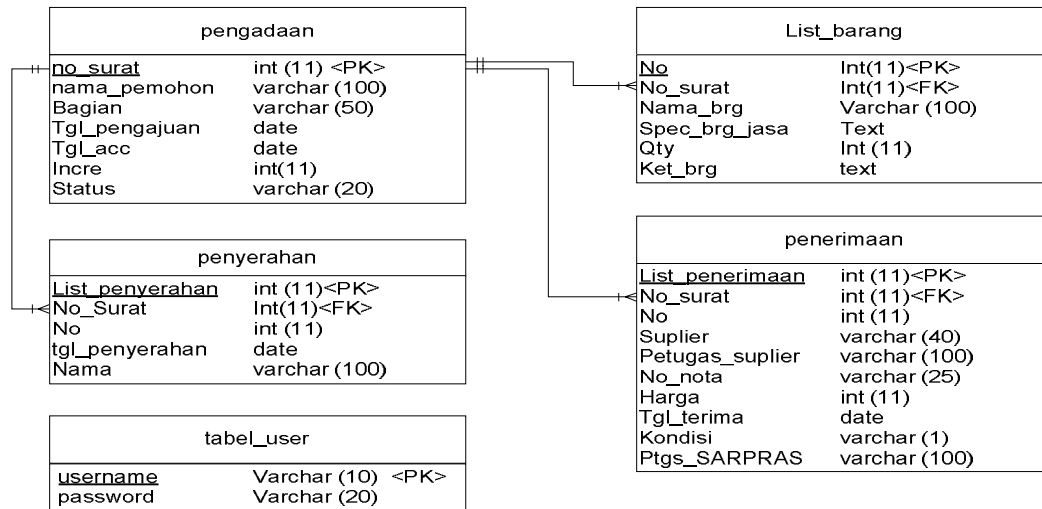 pengadaan
no_surat int (11) <PK>
nama_pemohon varchar (100)
Bagian varchar (50)
Tgl_pengajuan date
Tgl_acc date
Incre int(11)
Status varchar (20)
List_barang
No Int(11)<PK>
No_surat Int(11)<FK>
Nama_brg Varchar (100)
Spec_brg_jasa Text
Qty Int (11)
Ket_brg text
penyerahan
List_penyerahan int (11)<PK>
No_Surat Int(11)<FK>
No int (11)
tgl_penyerahan date
Nama varchar (100)
penerimaan
List_penerimaan int (11)<PK>
No_surat int (11)<FK>
No int (11)
Suplier varchar (40)
Petugas_suplier varchar (100)
No_nota varchar (25)
Harga int (11)
Tgl_terima date
Kondisi varchar (1)
Ptgs_SARPRAS varchar (100)
tabel_user
username Varchar (10) <PK>
password Varchar (20)